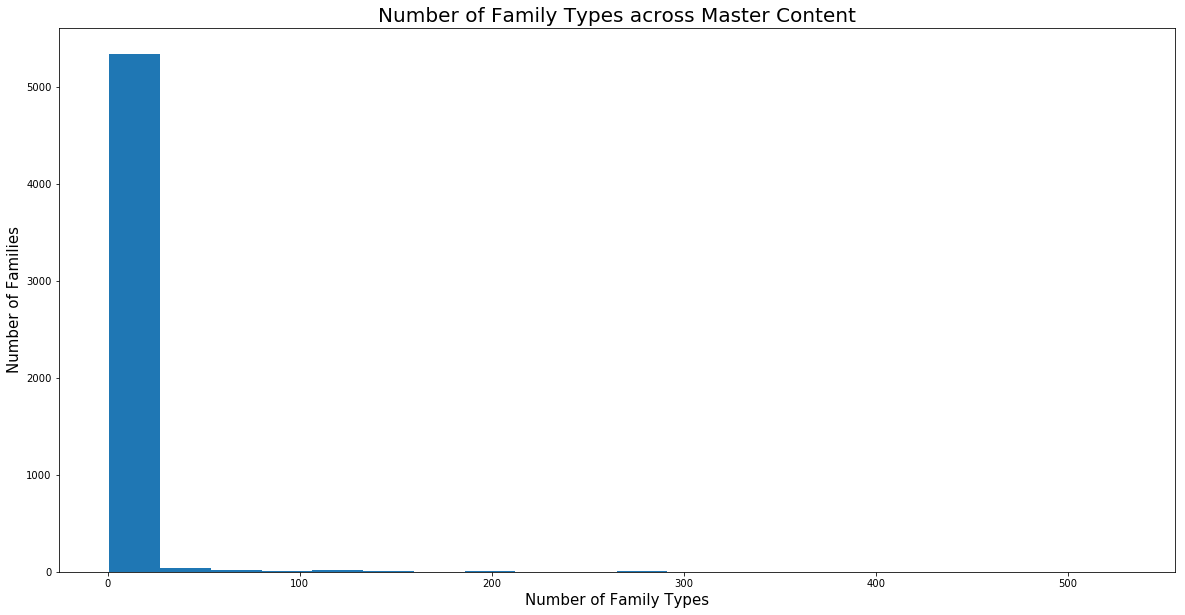 Number of Family Types across Master Content
Number of Families
5000
4000
3000
2000
1000
0
0 100 200 300 400 500
Number of Family Types